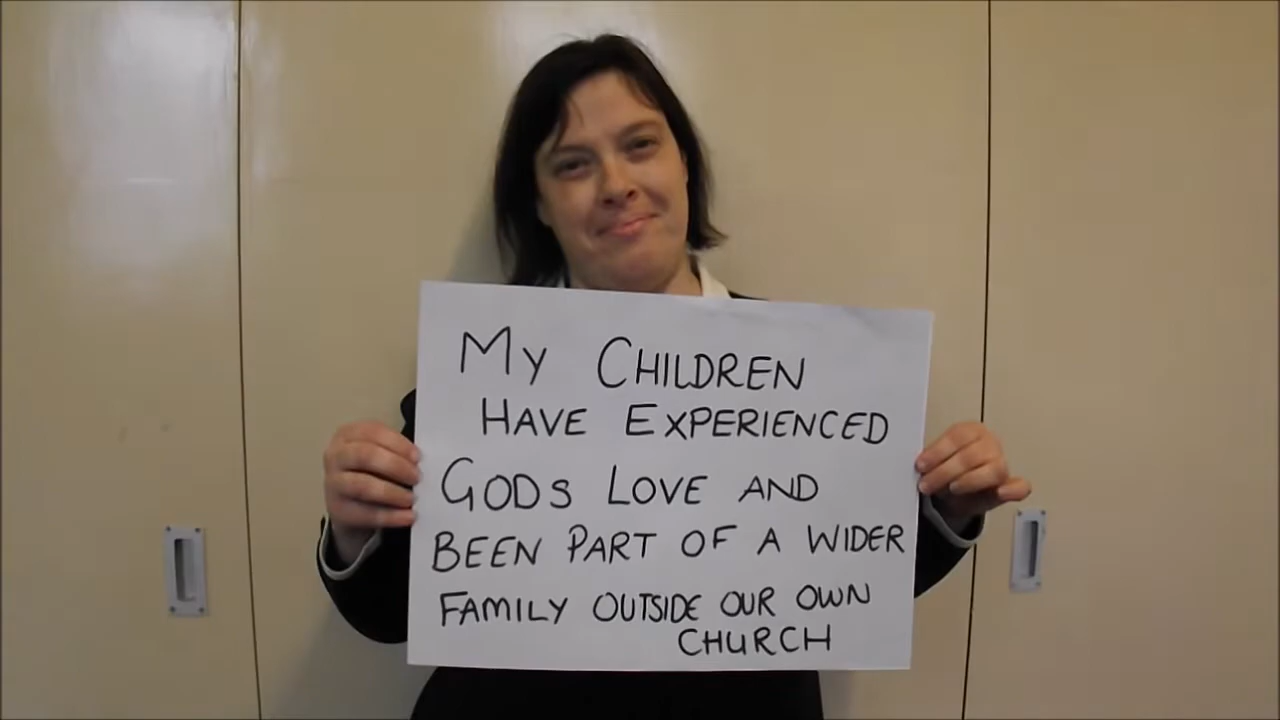 My CHILDREN
HAVE EXPERIENCED
GODS LOVE AND
BEEN PART OF A WIDER
FAMILY OUTSIDE OUR OWN
CHURCH